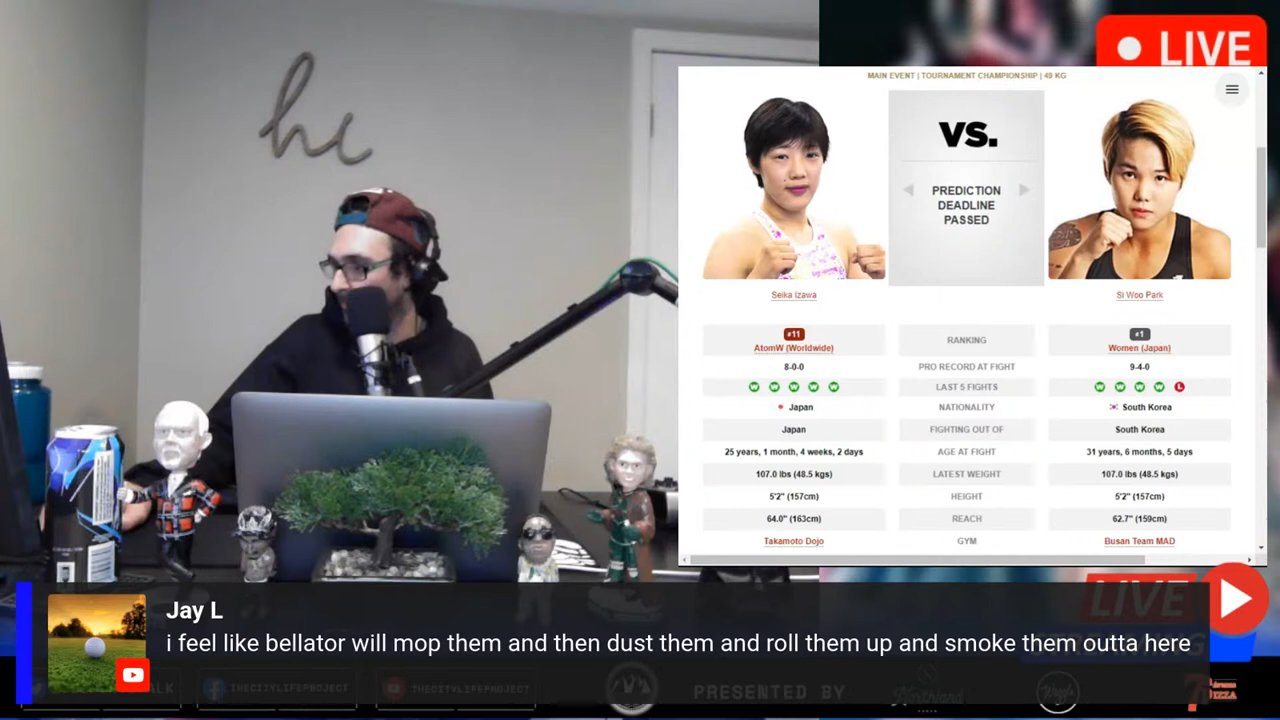 hi
LIVE
MAIN EVENT | TOURNAMENT CHAMPIONSHIP | 49 KG
VS.
PREDICTION
DEADLINE
PASSED
Seika Izawa
Si Woo Park
#11
AtomW (Worldwide)
RANKING
#1
Women (Japan)
8-0-0
PRO RECORD AT FIGHT
9-4-0
W W W W W
LAST 5 FIGHTS
W W W W L
Japan
NATIONALITY
South Korea
Japan
FIGHTING OUT OF
South Korea
25 years, 1 month, 4 weeks, 2 days
AGE AT FIGHT
31 years, 6 months, 5 days
107.0 lbs (48.5 kgs)
LATEST WEIGHT
107.0 lbs (48.5 kgs)
5'2" (157cm)
HEIGHT
5'2" (157cm)
64.0" (163cm)
REACH
62.7" (159cm)
Takamoto Dojo
GYM
Busan Team MAD
LIVE
Jay L
i feel like bellator will mop them and then dust them and roll them up and smoke them outta here
THECITYLIFEPROJECT
THECITYLIFEPROJECT
PRESENTED BY